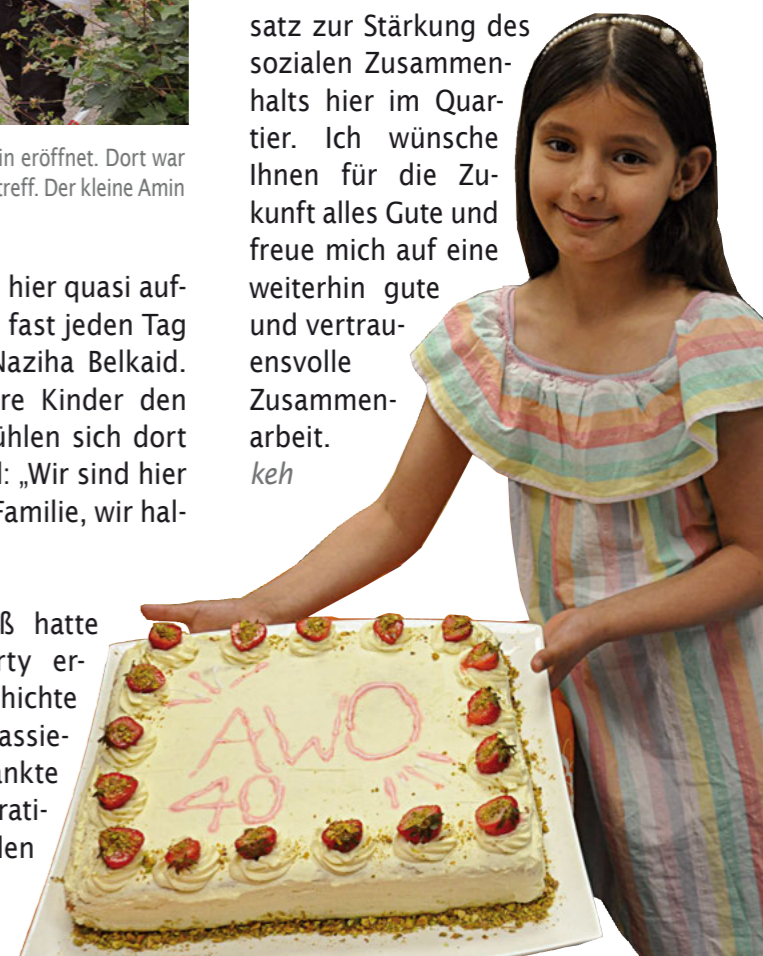 in eröffnet. Dort war
treff. Der kleine Amin
hier quasi auf-
fast jeden Tag
Naziha Belkaid.
re Kinder den
ühlen sich dort
: „Wir sind hier
Familie, wir hal-
ß hatte
rty er-
hichte
assie-
ankte
rati-
len
satz zur Stärkung des
sozialen Zusammen-
halts hier im Quar-
tier. Ich wünsche
Ihnen für die Zu-
kunft alles Gute und
freue mich auf eine
weiterhin gute
und vertrau-
ensvolle
Zusammen-
arbeit.
keh
AWO
40